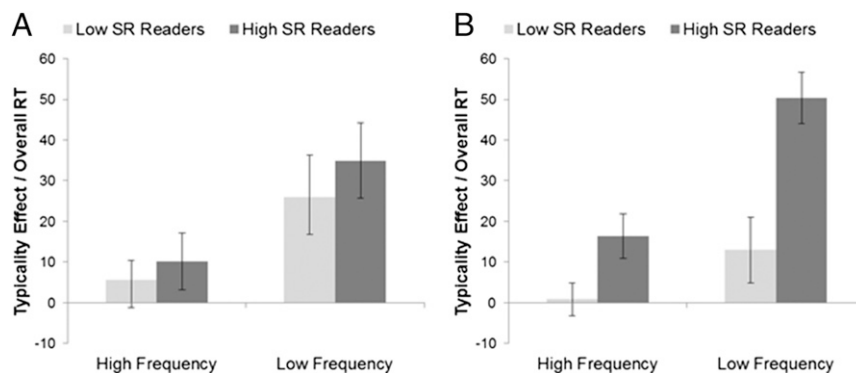 A
Low SR Readers
High SR Readers
Typicality Effect / Overall RT
60
50
40
30
20
10
0
-10
High Frequency
Low Frequency
B
Low SR Readers
High SR Readers
Typicality Effect / Overall RT
60
50
40
30
20
10
0
-10
High Frequency
Low Frequency